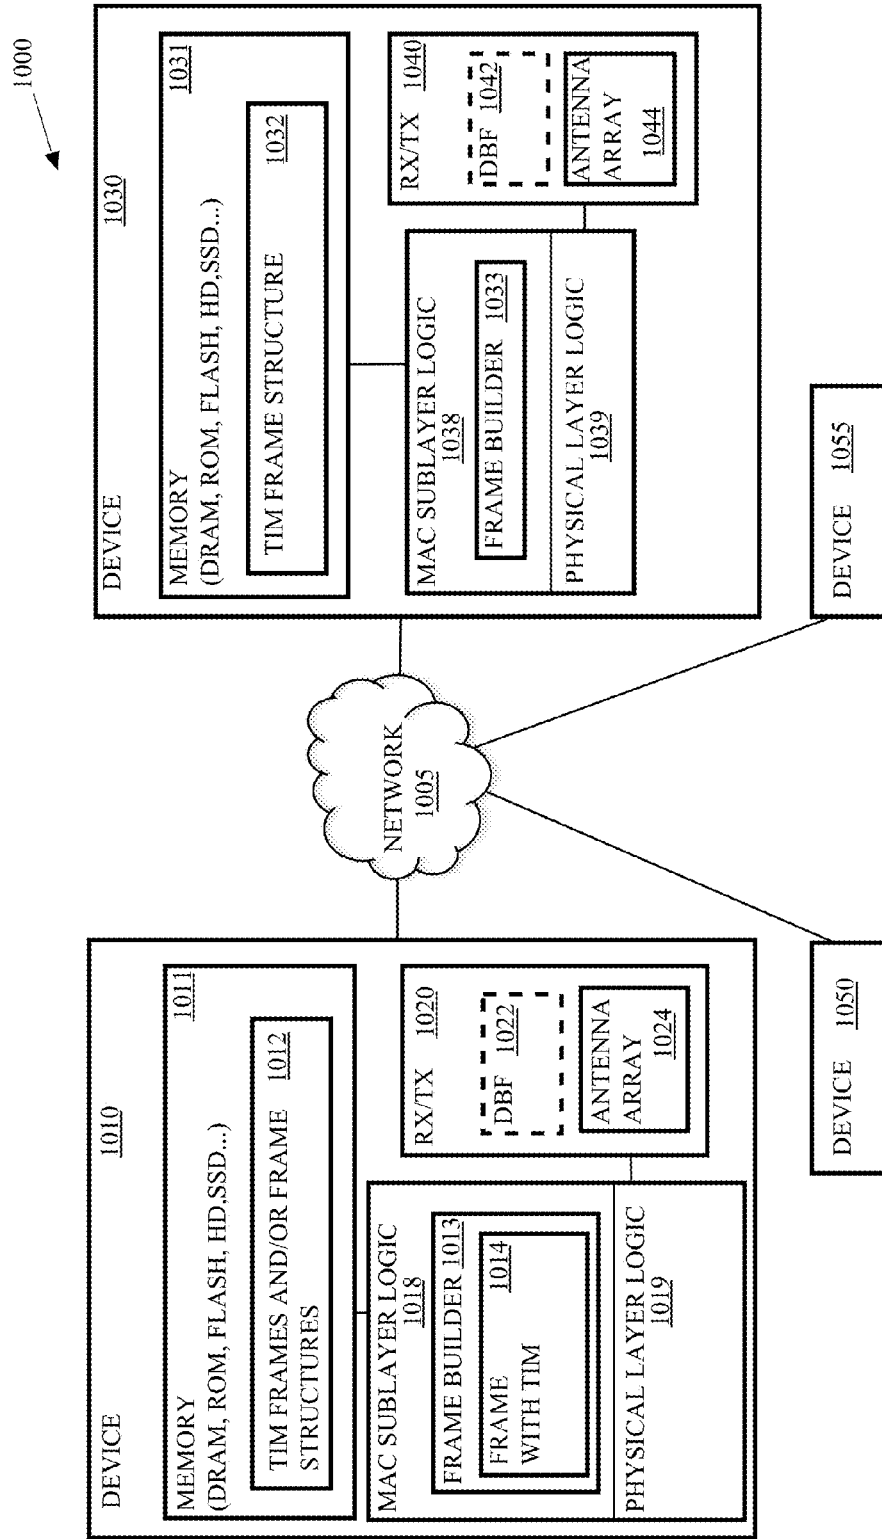 1000
DEVICE 1010
MEMORY 1011
(DRAM, ROM, FLASH, HD,SSD...)
TIM FRAMES AND/OR FRAME 1012
STRUCTURES
MAC SUBLAYER LOGIC
1018
FRAME BUILDER 1013
FRAME 1014
WITH TIM
PHYSICAL LAYER LOGIC
1019
RX/TX 1020
DBF 1022
ANTENNA
ARRAY
1024
NETWORK
1005
DEVICE 1030
MEMORY 1031
(DRAM, ROM, FLASH, HD,SSD...)
TIM FRAME STRUCTURE 1032
MAC SUBLAYER LOGIC
1038
FRAME BUILDER 1033
PHYSICAL LAYER LOGIC
1039
RX/TX 1040
DBF 1042
ANTENNA
ARRAY
1044
DEVICE 1050
DEVICE 1055